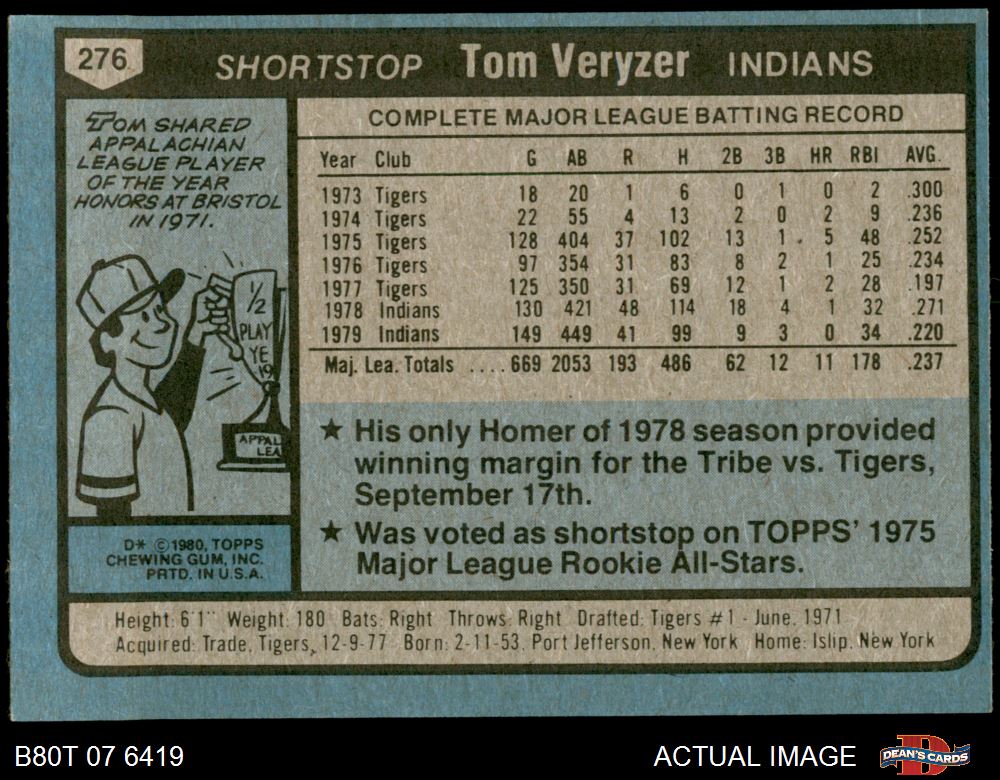 276 SHORTSTOP Tom Veryzer INDIANS
TOM SHARED
APPALACHIAN
LEAGUE PLAYER
OF THE YEAR
HONORS AT BRISTOL
IN 1971.
1/2
PLAY
YE
19
APPAL
LEA
D* © 1980, TOPPS
CHEWING GUM, INC.
PRTD. IN U.S.A.
COMPLETE MAJOR LEAGUE BATTING RECORD
Year Club G AB R H 2B 3B HR RBI AVG.
1973 Tigers 18 20 1 6 0 1 0 2 .300
1974 Tigers 22 55 4 13 2 0 2 9 .236
1975 Tigers 128 404 37 102 13 1 5 48 .252
1976 Tigers 97 354 31 83 8 2 1 25 .234
1977 Tigers 125 350 31 69 12 1 2 28 .197
1978 Indians 130 421 48 114 18 4 1 32 .271
1979 Indians 149 449 41 99 9 3 0 34 .220
Maj. Lea. Totals .... 669 2053 193 486 62 12 11 178 .237
★ His only Homer of 1978 season provided
winning margin for the Tribe vs. Tigers,
September 17th.
★ Was voted as shortstop on TOPPS' 1975
Major League Rookie All-Stars.
Height: 6'1" Weight: 180 Bats: Right Throws: Right Drafted: Tigers #1 - June, 1971
Acquired: Trade, Tigers, 12-9-77 Born: 2-11-53, Port Jefferson, New York Home: Islip, New York
B80T 07 6419 ACTUAL IMAGE DEAN'S CARDS